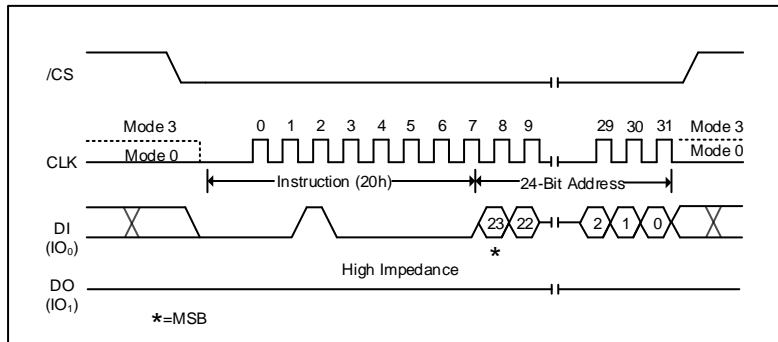 /CS
Mode 3 0 1 2 3 4 5 6 7 8 9 29 30 31 Mode 3
CLK Mode 0 Mode 0
Instruction (20h) 24-Bit Address
DI 23 22 2 1 0
(IO₀)
*
High Impedance
DO
(IO₁)
*=MSB